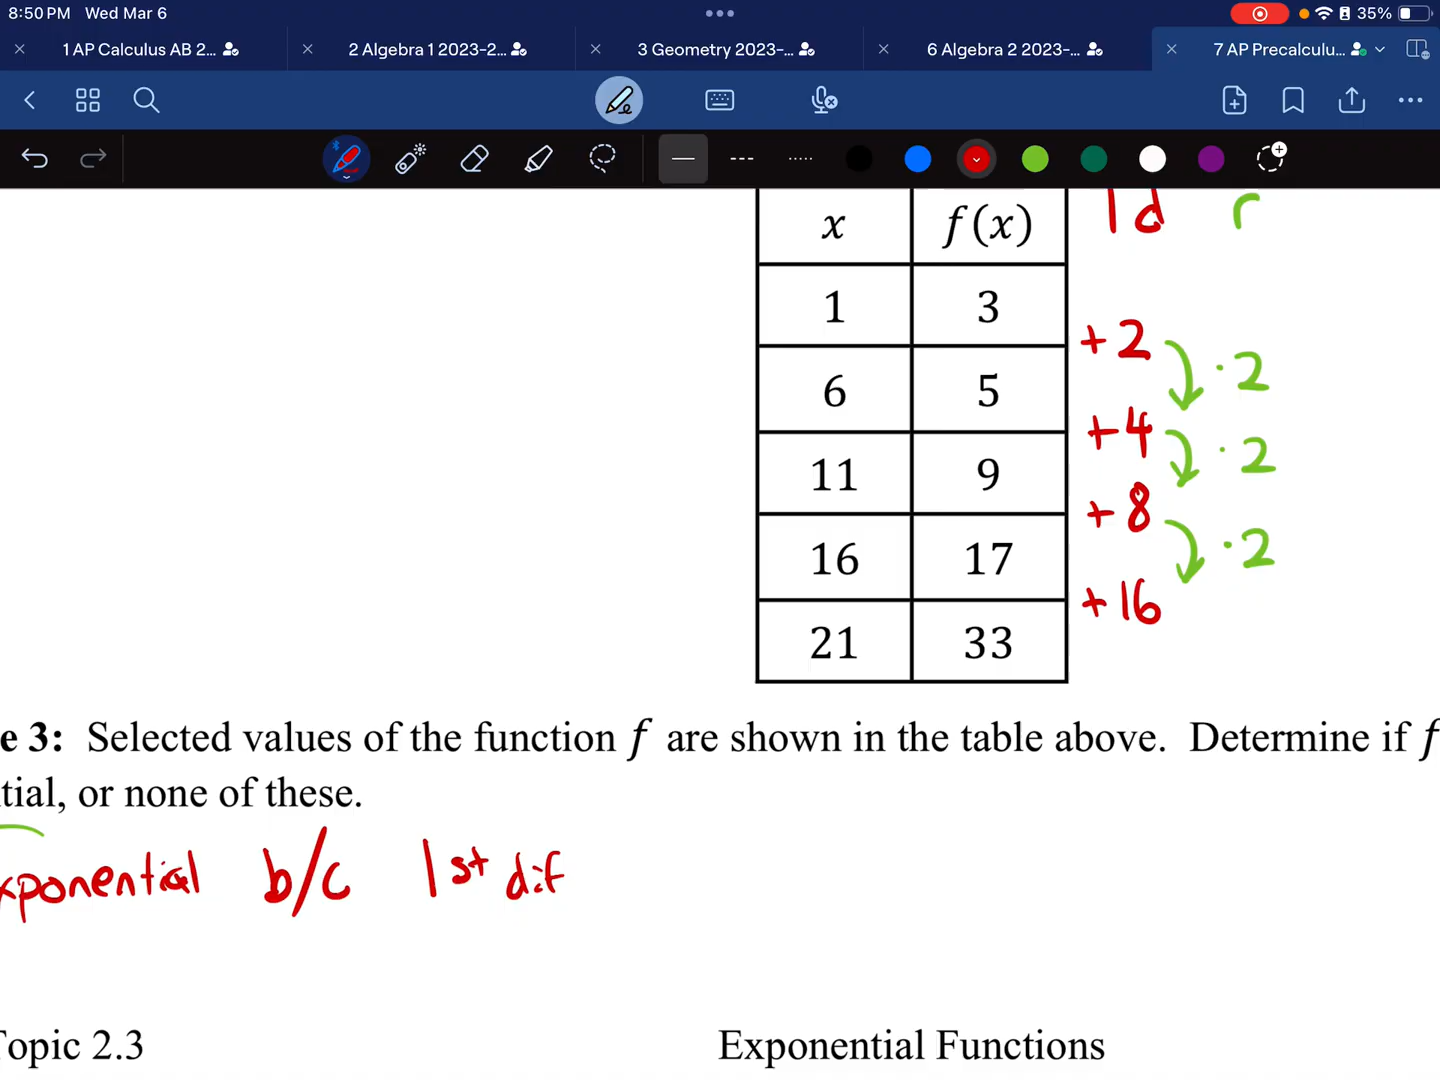 8:50 PM Wed Mar 6 35%
1 AP Calculus AB 2... 2 Algebra 1 2023-2... 3 Geometry 2023-... 6 Algebra 2 2023-... 7 AP Precalculu...
x f(x) 1d r
1 3
+2 ·2
6 5
+4 ·2
11 9
+8 ·2
16 17
+16
21 33
e 3: Selected values of the function f are shown in the table above. Determine if f
tial, or none of these.
xponential b/c 1st dif
Topic 2.3 Exponential Functions